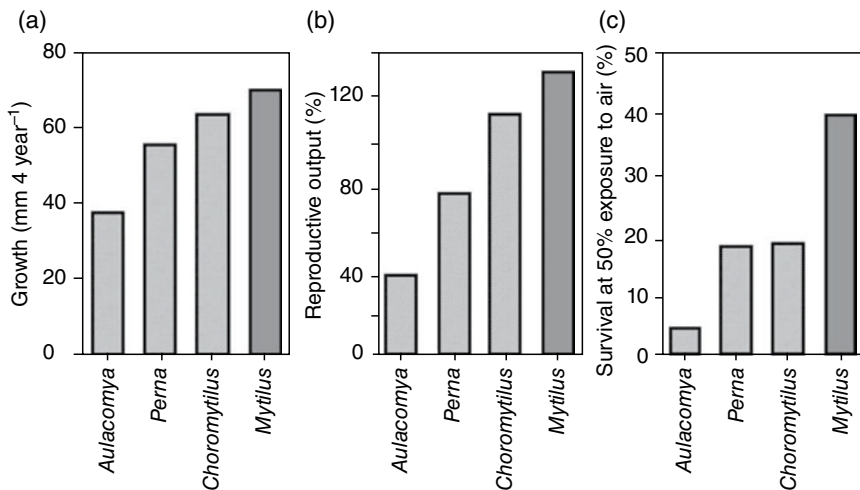 (a)
Growth (mm 4 year⁻¹)
80
60
40
20
0
Aulacomya
Perna
Choromytilus
Mytilus
(b)
Reproductive output (%)
120
80
40
0
Aulacomya
Perna
Choromytilus
Mytilus
(c)
Survival at 50% exposure to air (%)
50
40
30
20
10
0
Aulacomya
Perna
Choromytilus
Mytilus